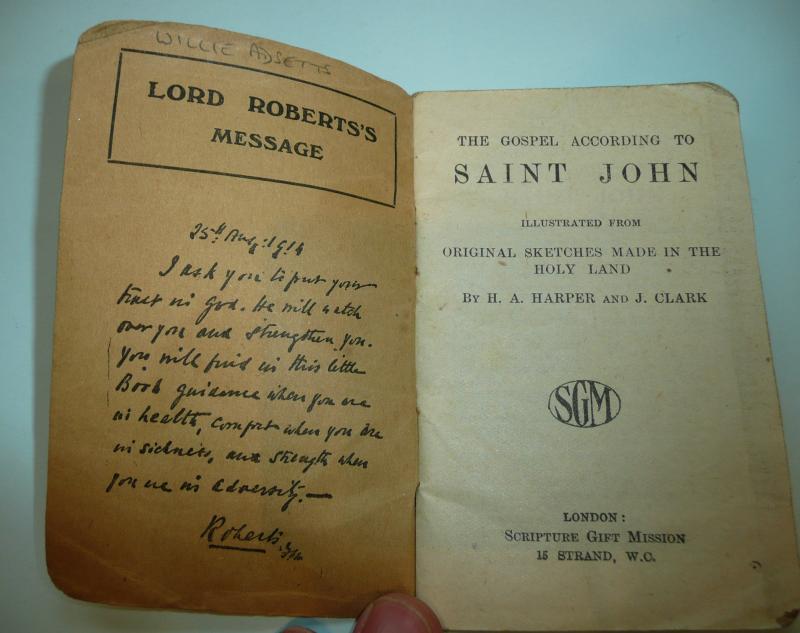 WILLIE ADSETTS
LORD ROBERTS'S
MESSAGE
25th Aug: 1914
I ask you to put your
trust in God. He will watch
over you and strengthen you.
You will find in this little
Book guidance when you are
in health, comfort when you are
in sickness, and strength when
you are in adversity.—
Roberts
THE GOSPEL ACCORDING TO
SAINT JOHN
ILLUSTRATED FROM
ORIGINAL SKETCHES MADE IN THE
HOLY LAND
BY H. A. HARPER AND J. CLARK
SGM
LONDON:
SCRIPTURE GIFT MISSION
15 STRAND, W.C.